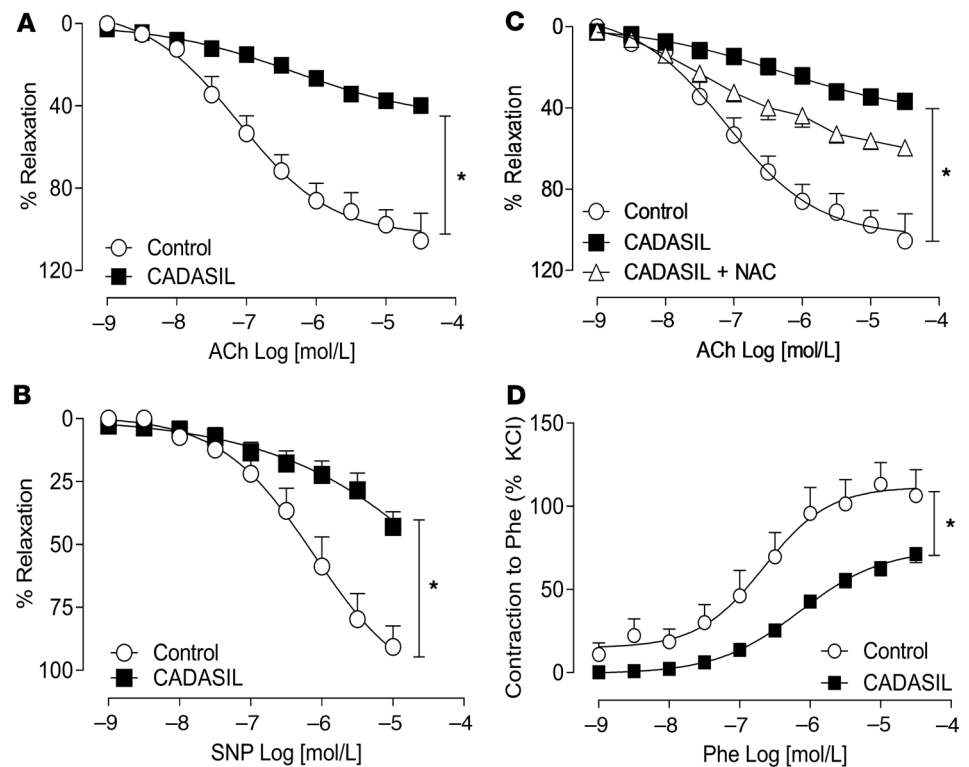 A
0
40
80
120
% Relaxation
Control
CADASIL
*
–9
–8
–7
–6
–5
–4
ACh Log [mol/L]
C
0
40
80
120
% Relaxation
Control
CADASIL
CADASIL + NAC
*
–9
–8
–7
–6
–5
–4
ACh Log [mol/L]
B
0
25
50
75
100
% Relaxation
Control
CADASIL
*
–9
–8
–7
–6
–5
–4
SNP Log [mol/L]
D
150
100
50
0
Contraction to Phe (% KCl)
Control
CADASIL
*
–9
–8
–7
–6
–5
–4
Phe Log [mol/L]